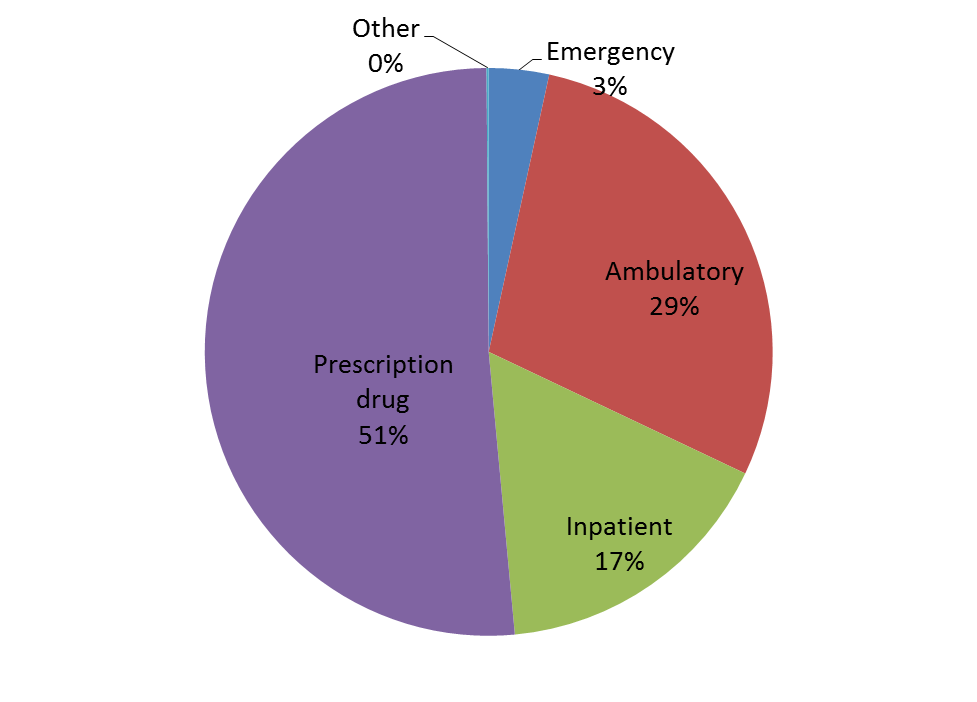 Other
0%
Emergency
3%
Ambulatory
29%
Prescription
drug
51%
Inpatient
17%